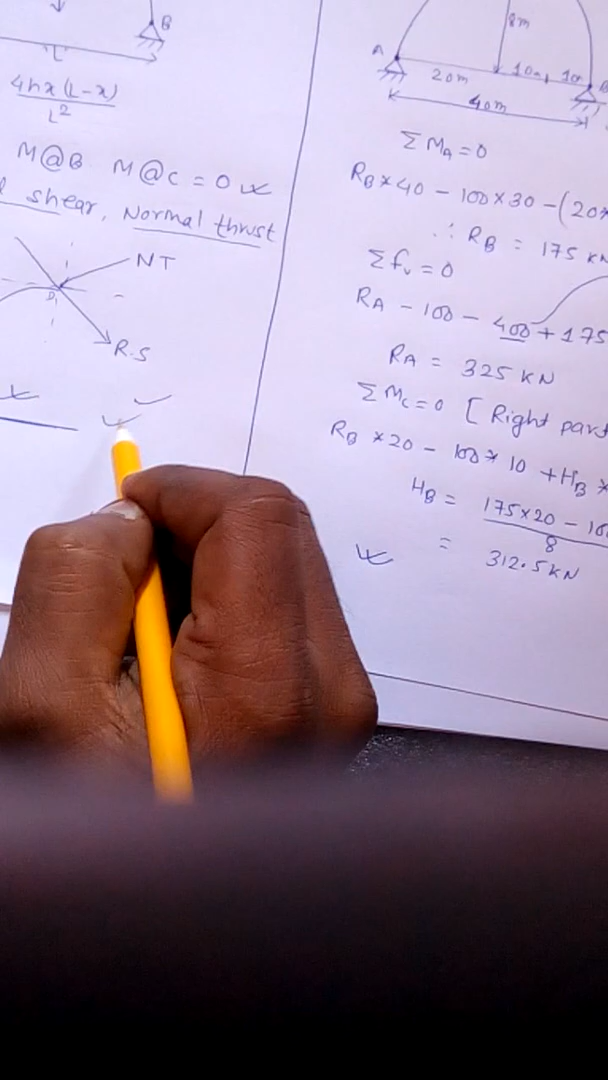 B
"L"
4hx(L-x)
L²
M@B M@C = 0
shear, Normal thrust
NT
R.S
8m
A
20m 10m 10m
B
40m
ΣMA=0
RB×40 - 100×30 - (20×
∴ RB = 175 KN
Σfv=0
RA - 100 - 400 + 175
RA = 325 KN
ΣMc=0 [Right part
RB ×20 - 100×10 + HB×
HB = 175×20 - 100
8
= 312.5KN